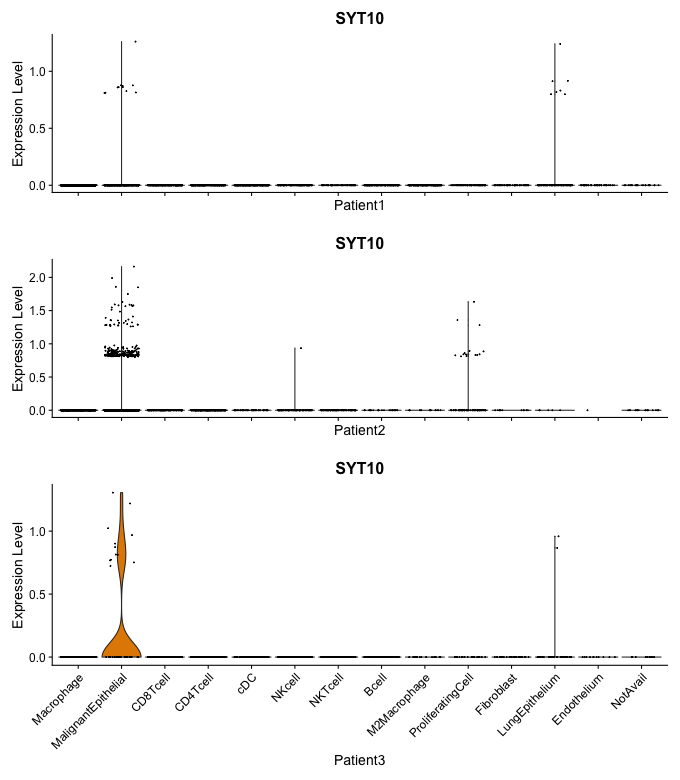 SYT10
Expression Level
1.0
0.5
0.0
Patient1
SYT10
Expression Level
2.0
1.5
1.0
0.5
0.0
Patient2
SYT10
Expression Level
1.0
0.5
0.0
Macrophage
MalignantEpithelial
CD8Tcell
CD4Tcell
cDC
NKcell
NKTcell
Bcell
M2Macrophage
ProliferatingCell
Fibroblast
LungEpithelium
Endothelium
NotAvail
Patient3